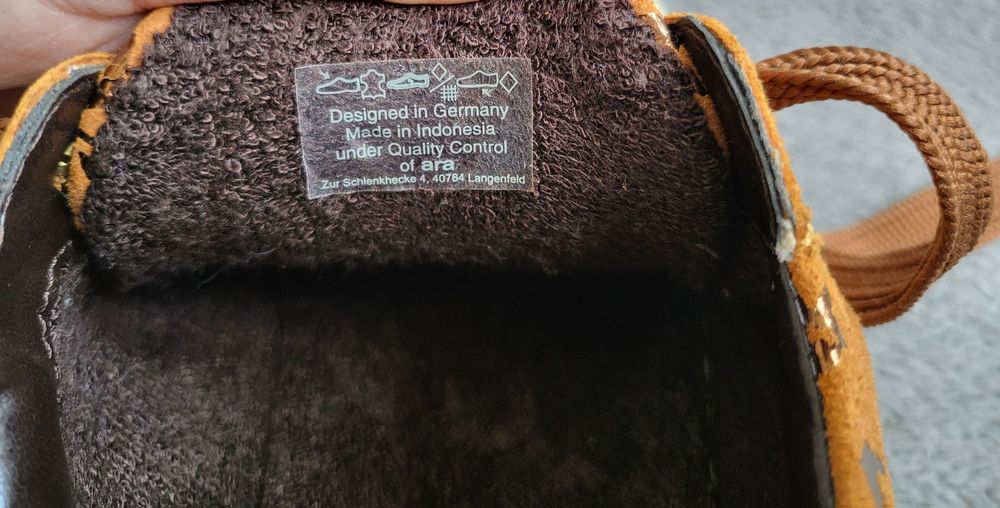 Designed in Germany
Made in Indonesia
under Quality Control
of ara
Zur Schlenkhecke 4, 40764 Langenfeld